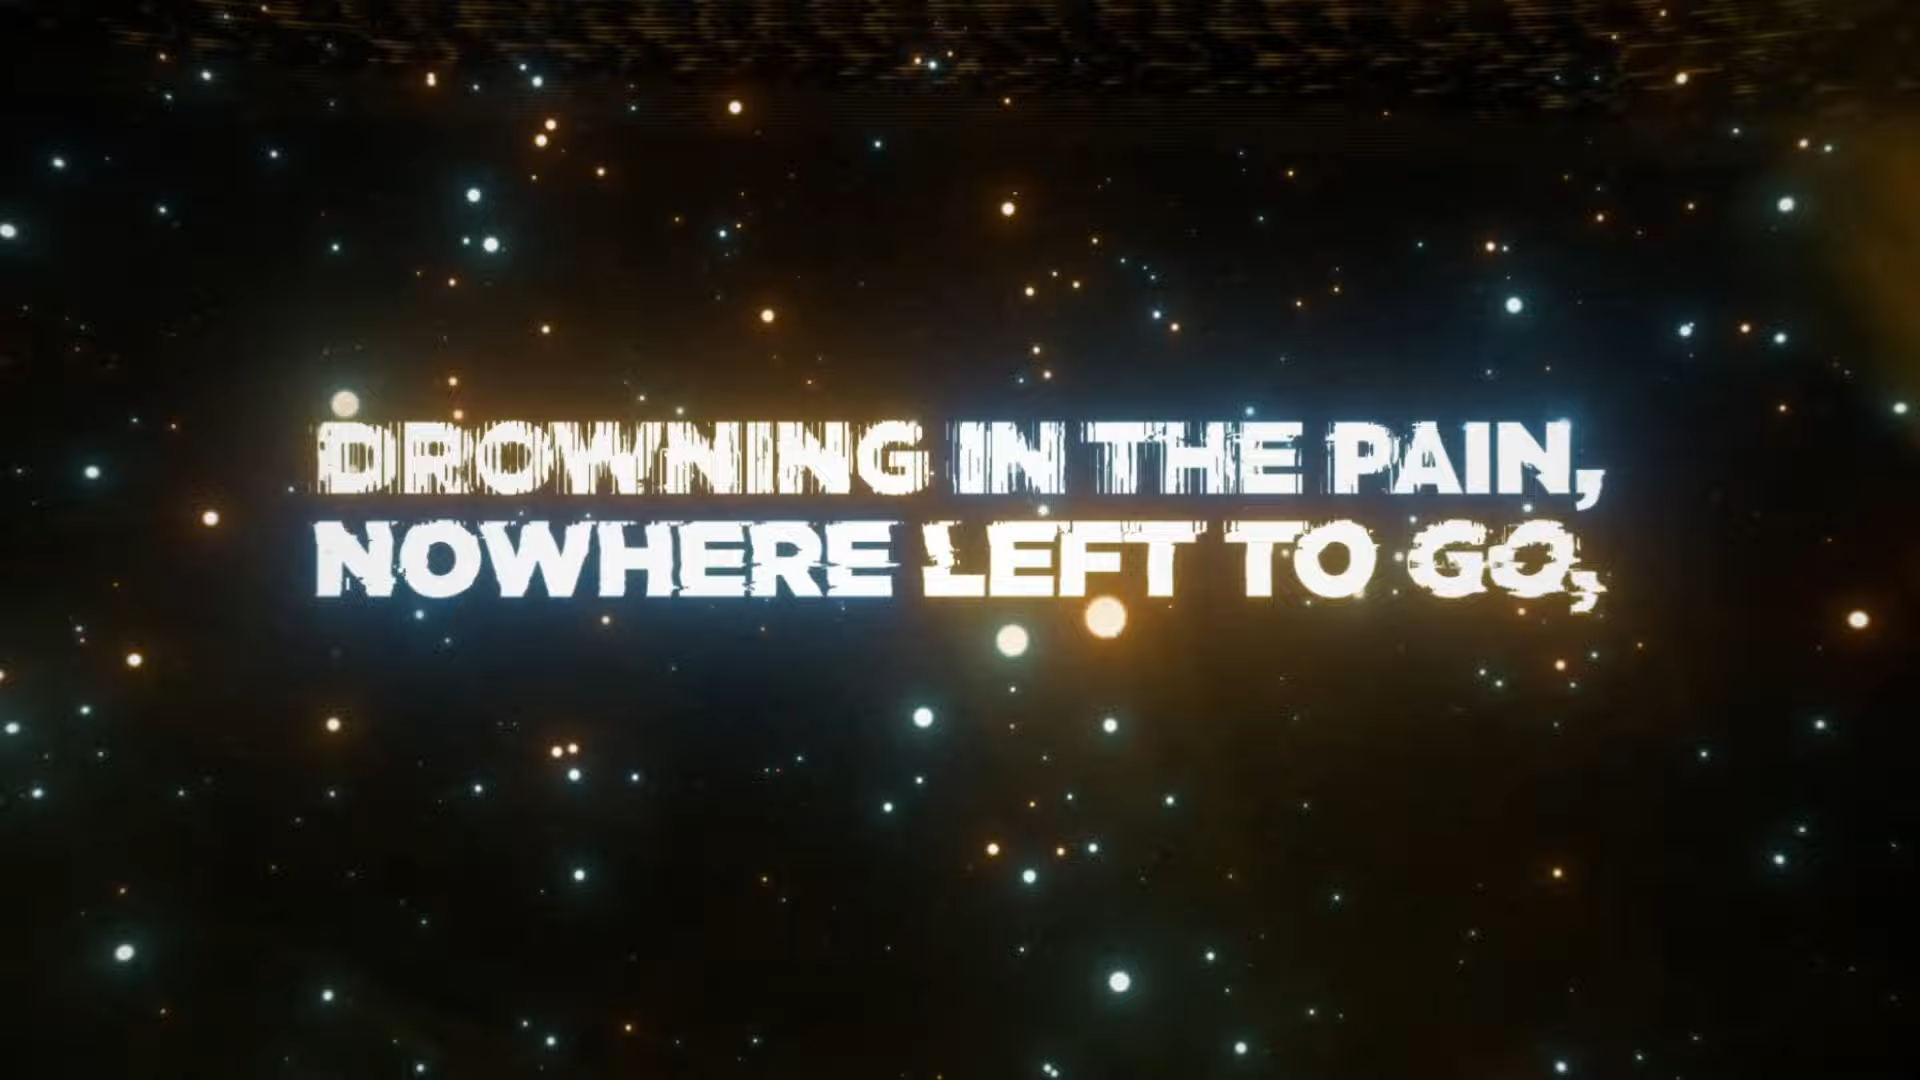 DROWNING IN THE PAIN,
NOWHERE LEFT TO GO,